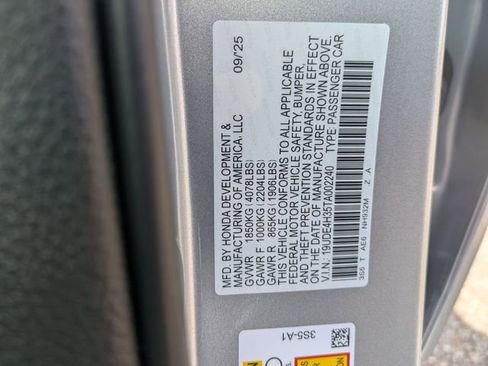 09/25
MFD. BY HONDA DEVELOPMENT &
MANUFACTURING OF AMERICA, LLC
GVWR 1850KG(4078LBS)
GAWR F 1000KG(2204LBS)
GAWR R 865KG(1906LBS)
THIS VEHICLE CONFORMS TO ALL APPLICABLE
FEDERAL MOTOR VEHICLE SAFETY, BUMPER,
AND THEFT PREVENTION STANDARDS IN EFFECT
ON THE DATE OF MANUFACTURE SHOWN ABOVE.
V.I.N.: 19UDE4H35TA002240 TYPE: PASSENGER CAR
3S5 T AE6 NH932M Z A
3S5-A1